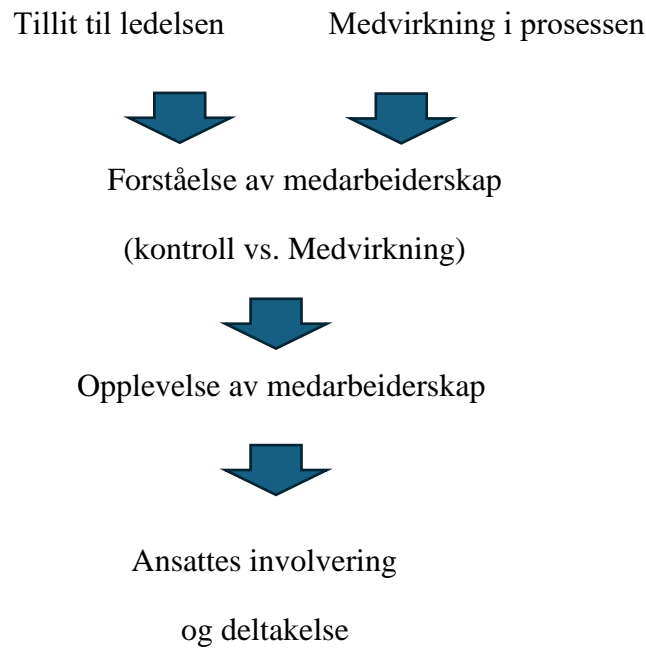 Tillit til ledelsen Medvirkning i prosessen
Forståelse av medarbeiderskap
(kontroll vs. Medvirkning)
Opplevelse av medarbeiderskap
Ansattes involvering
og deltakelse